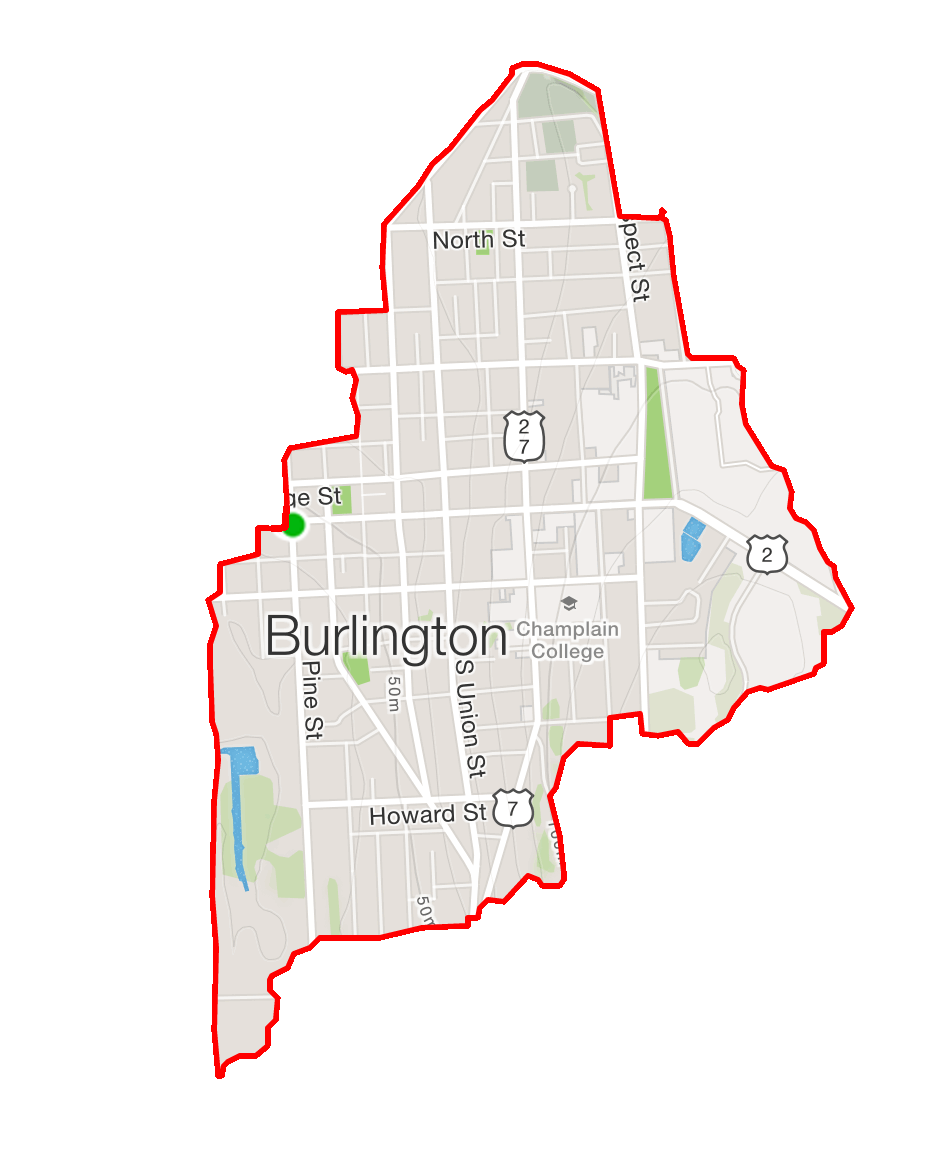 North St
pect St
2
7
ge St
2
Burlington
Champlain
College
Pine St
50m
S Union St
Howard St
7
100m
50m